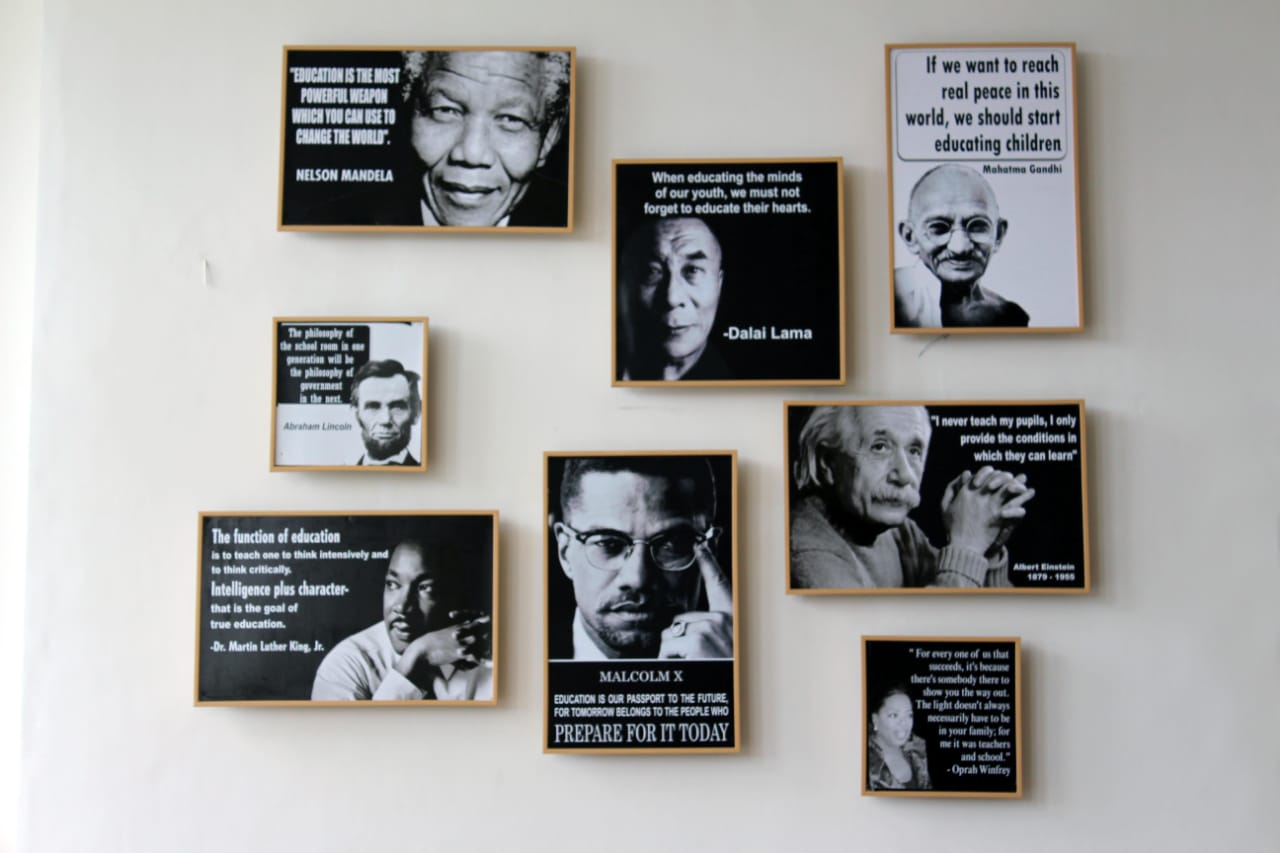 "EDUCATION IS THE MOST
POWERFUL WEAPON
WHICH YOU CAN USE TO
CHANGE THE WORLD".
NELSON MANDELA
When educating the minds
of our youth, we must not
forget to educate their hearts.
-Dalai Lama
If we want to reach
real peace in this
world, we should start
educating children
Mahatma Gandhi
The philosophy of
the school room in one
generation will be
the philosophy of
government
in the next.
Abraham Lincoln
"I never teach my pupils, I only
provide the conditions in
which they can learn"
Albert Einstein
1879 - 1955
The function of education
is to teach one to think intensively and
to think critically.
Intelligence plus character-
that is the goal of
true education.
-Dr. Martin Luther King, Jr.
MALCOLM X
EDUCATION IS OUR PASSPORT TO THE FUTURE,
FOR TOMORROW BELONGS TO THE PEOPLE WHO
PREPARE FOR IT TODAY
" For every one of us that
succeeds, it's because
there's somebody there to
show you the way out.
The light doesn't always
necessarily have to be
in your family; for
me it was teachers
and school."
- Oprah Winfrey